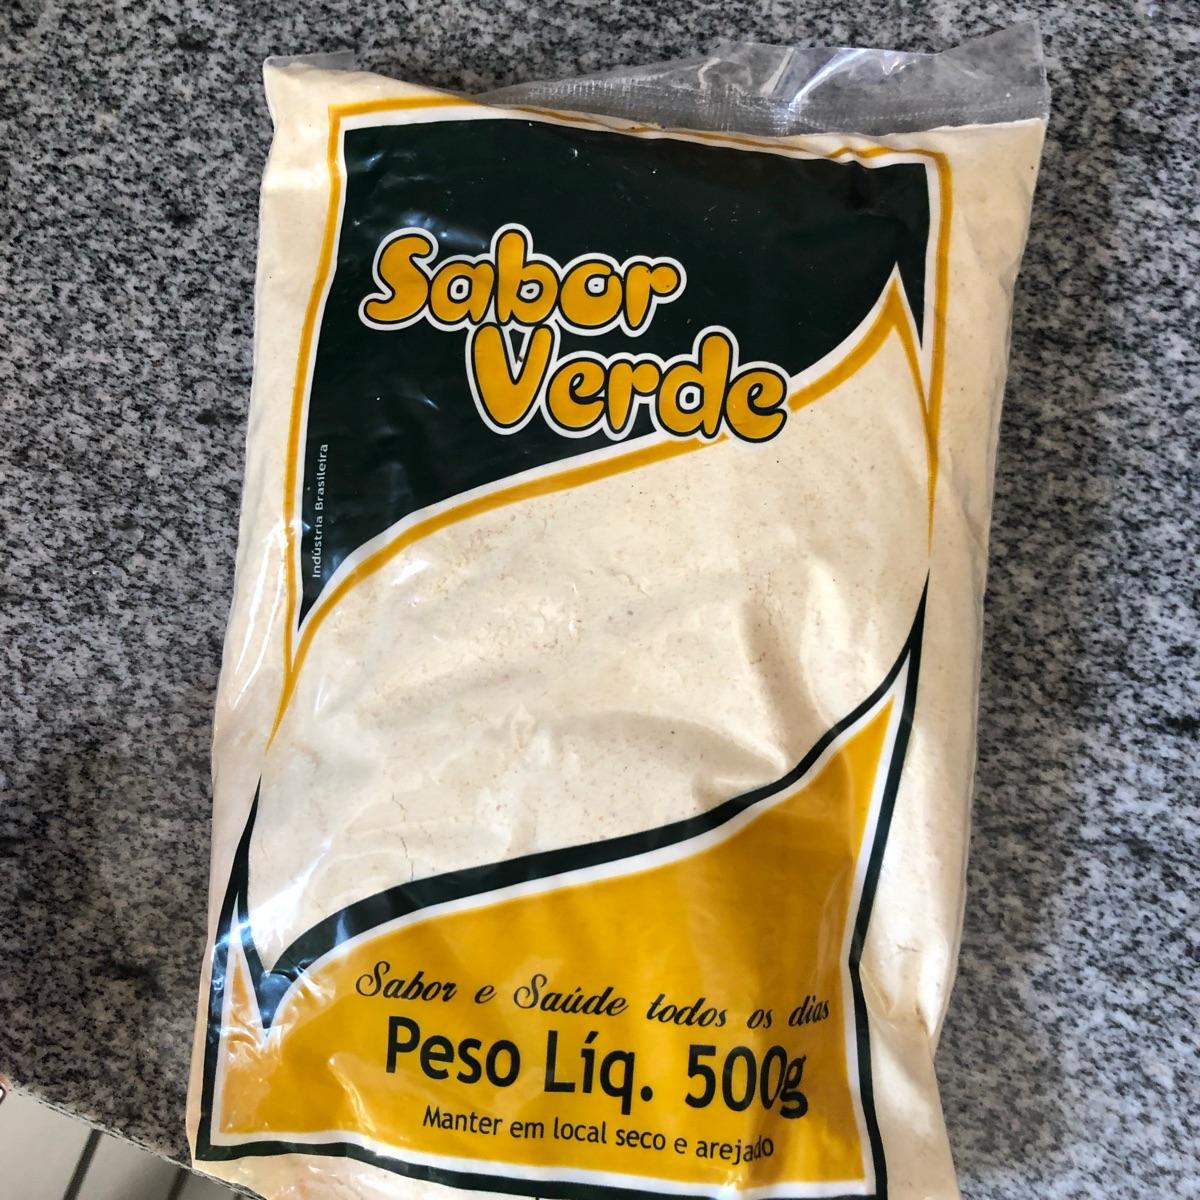 Sabor
Verde
Indústria Brasileira
Sabor e Saúde todos os dias
Peso Líq. 500g
Manter em local seco e arejado